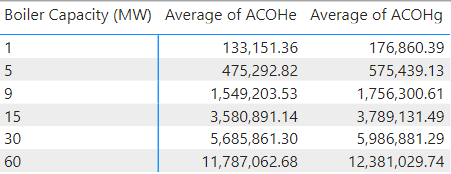 Boiler Capacity (MW) Average of ACOHe Average of ACOHg
1 133,151.36 176,860.39
5 475,292.82 575,439.13
9 1,549,203.53 1,756,300.61
15 3,580,891.14 3,789,131.49
30 5,685,861.30 5,986,881.29
60 11,787,062.68 12,381,029.74